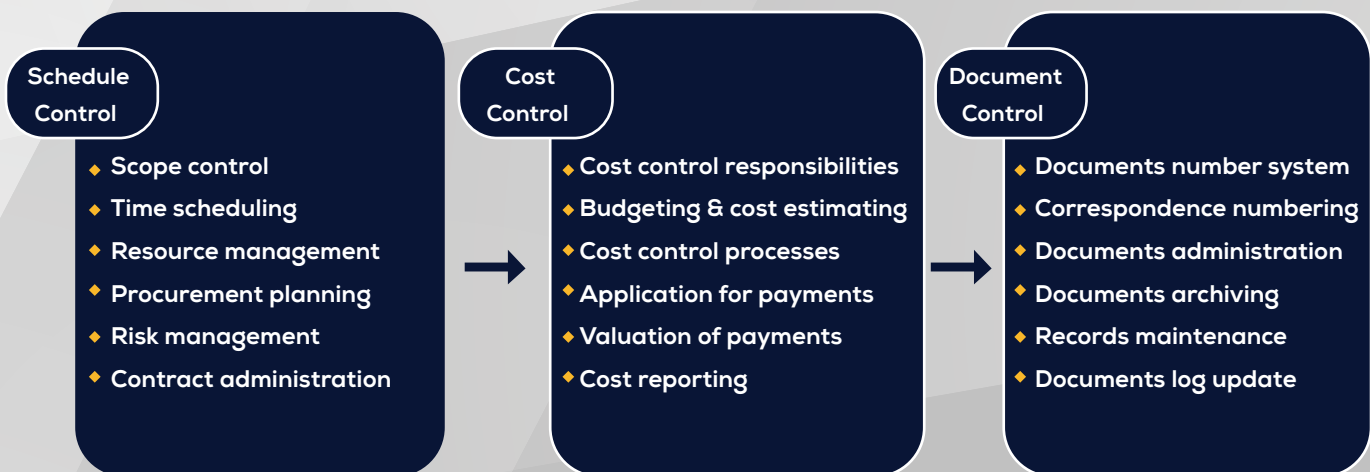 Schedule
Control
Scope control
Time scheduling
Resource management
Procurement planning
Risk management
Contract administration
Cost
Control
Cost control responsibilities
Budgeting & cost estimating
Cost control processes
Application for payments
Valuation of payments
Cost reporting
Document
Control
Documents number system
Correspondence numbering
Documents administration
Documents archiving
Records maintenance
Documents log update